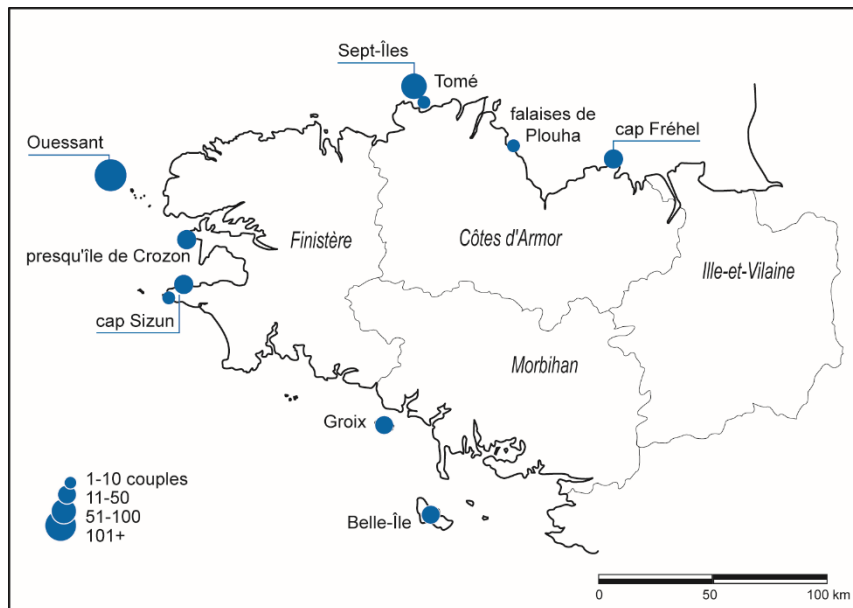 Sept-Îles
Tomé
falaises de
Plouha
cap Fréhel
Ouessant
Finistère
Côtes d'Armor
presqu'île de Crozon
Ille-et-Vilaine
cap Sizun
Morbihan
Groix
1-10 couples
11-50
51-100
101+
Belle-Île
0 50 100 km